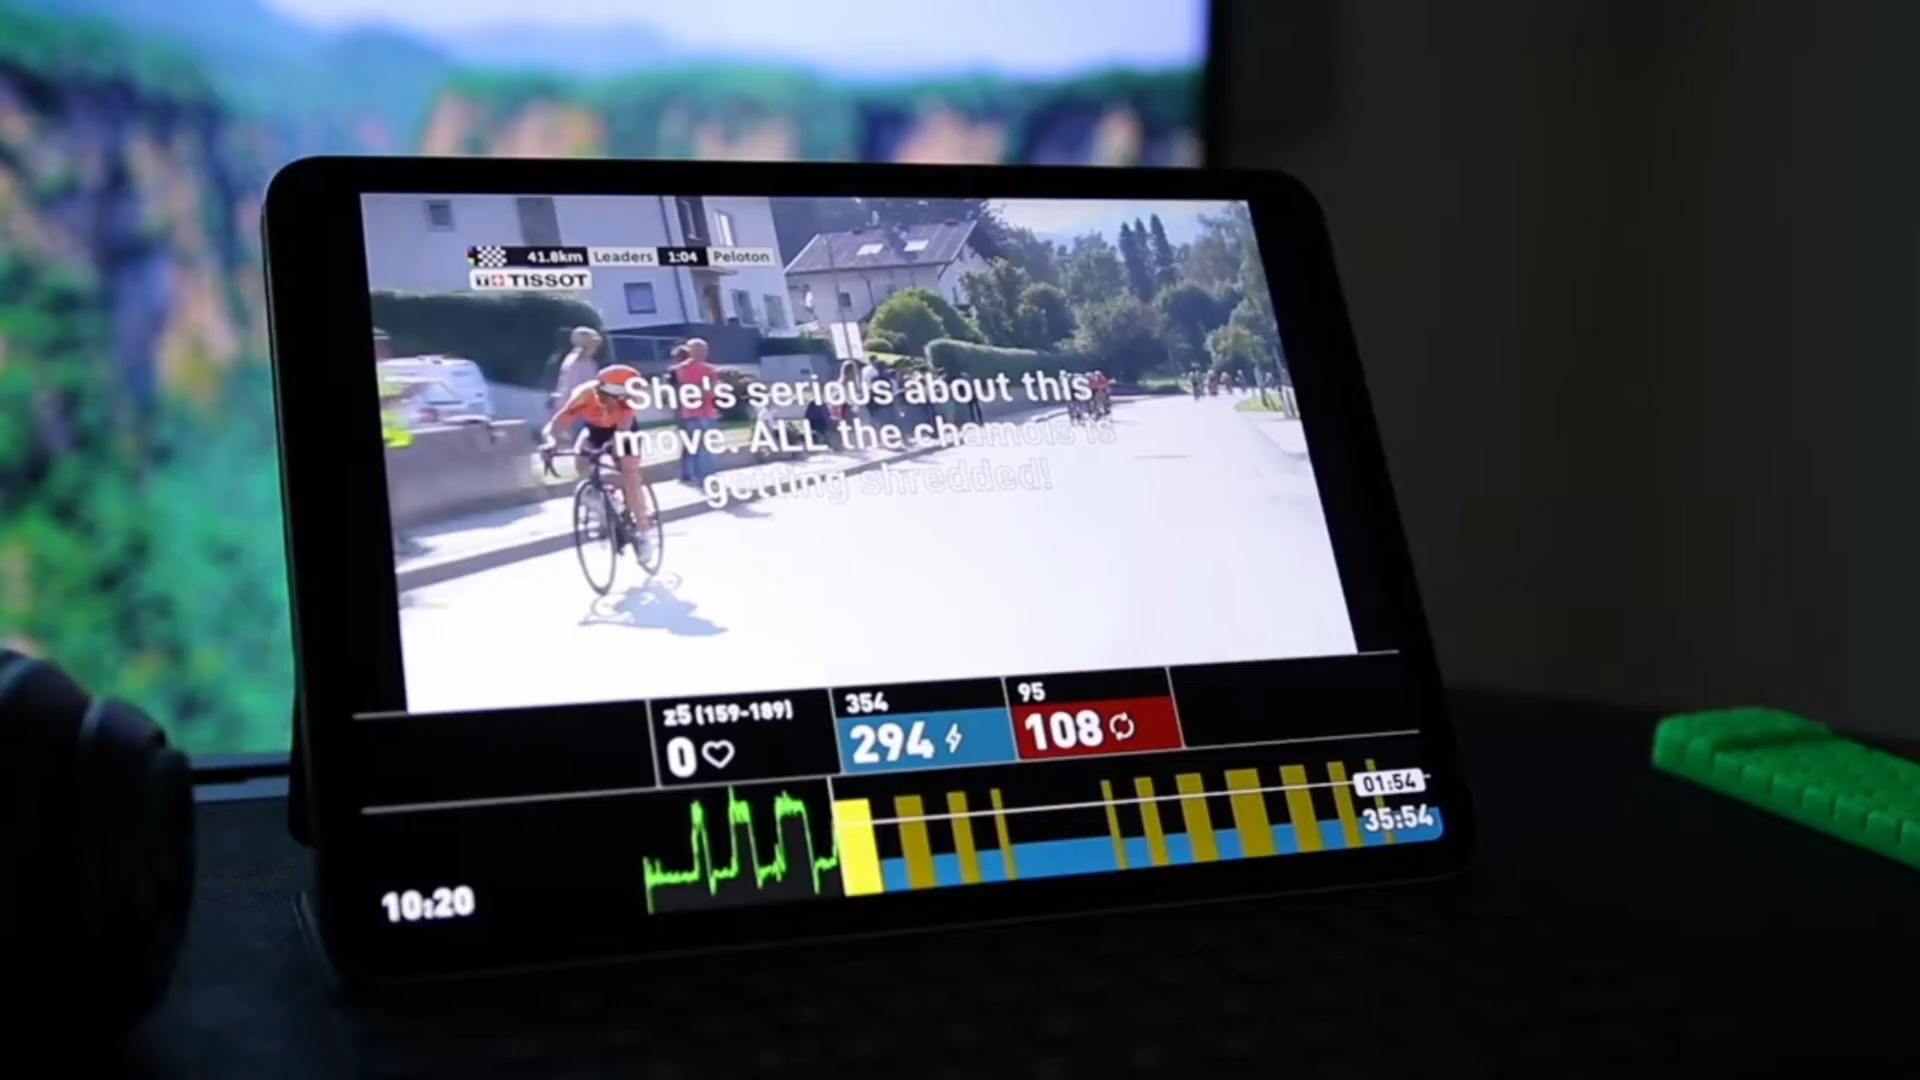 41.8km Leaders 1:04 Peloton
TISSOT
She's serious about this
move. ALL the chamois is
getting shredded!
z5 (159-189)
0
354
294
95
108
01:54
35:54
10:20